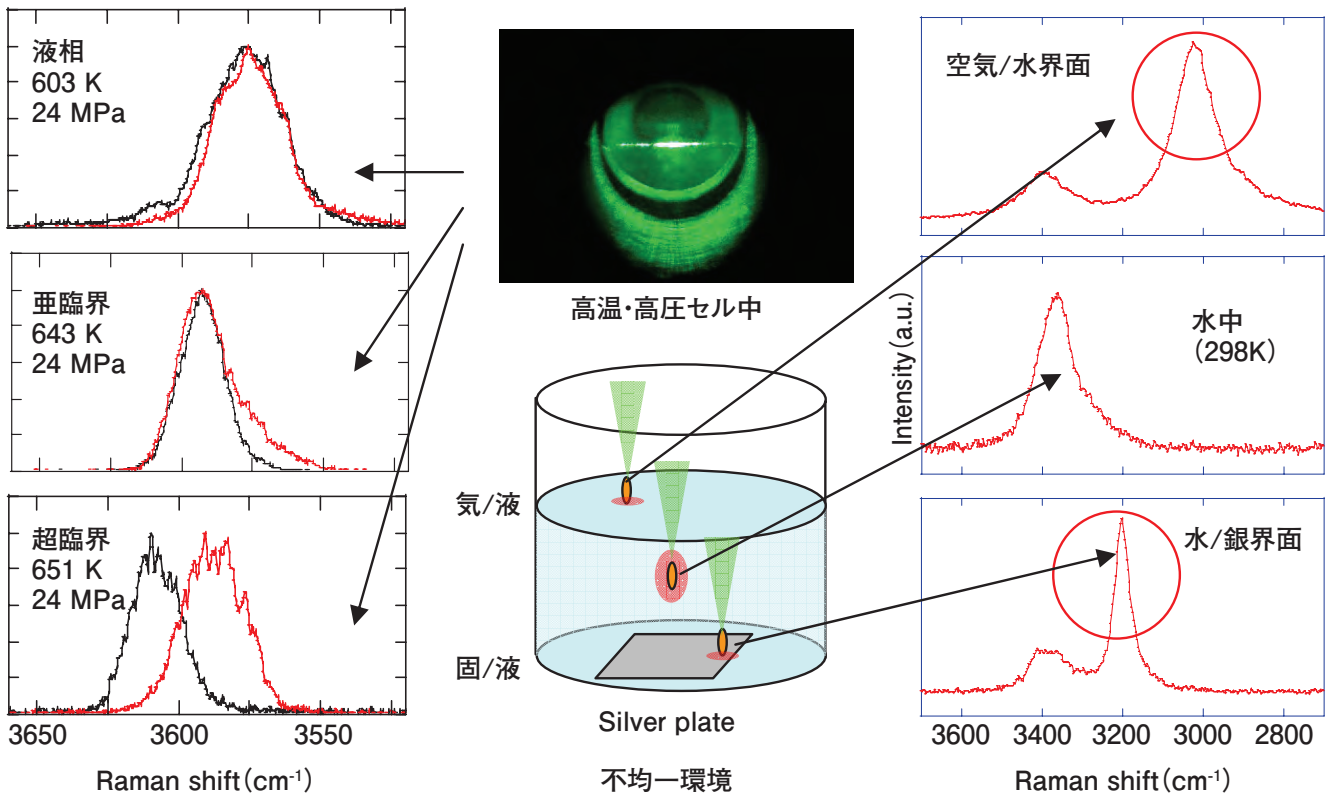 液相
603 K
24 MPa
亜臨界
643 K
24 MPa
超臨界
651 K
24 MPa
3650 3600 3550
Raman shift(cm-1)
高温・高圧セル中
気/液
固/液
Silver plate
不均一環境
空気/水界面
Intensity(a.u.)
水中
(298K)
水/銀界面
3600 3400 3200 3000 2800
Raman shift(cm-1)